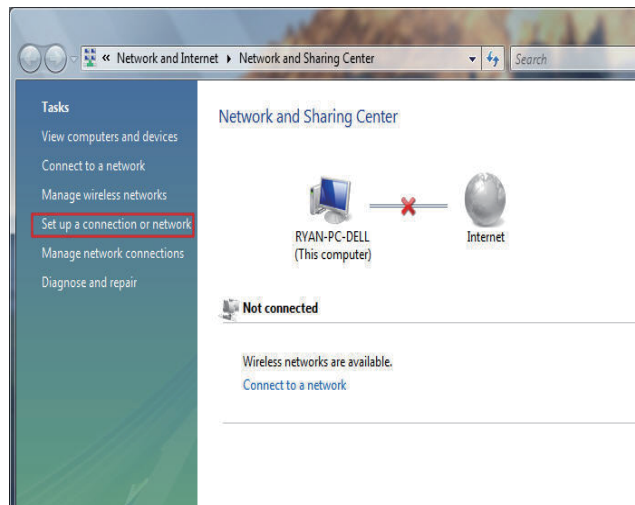 « Network and Internet ▸ Network and Sharing Center
Search
Tasks
View computers and devices
Connect to a network
Manage wireless networks
Set up a connection or network
Manage network connections
Diagnose and repair
Network and Sharing Center
RYAN-PC-DELL
(This computer)
Internet
Not connected
Wireless networks are available.
Connect to a network